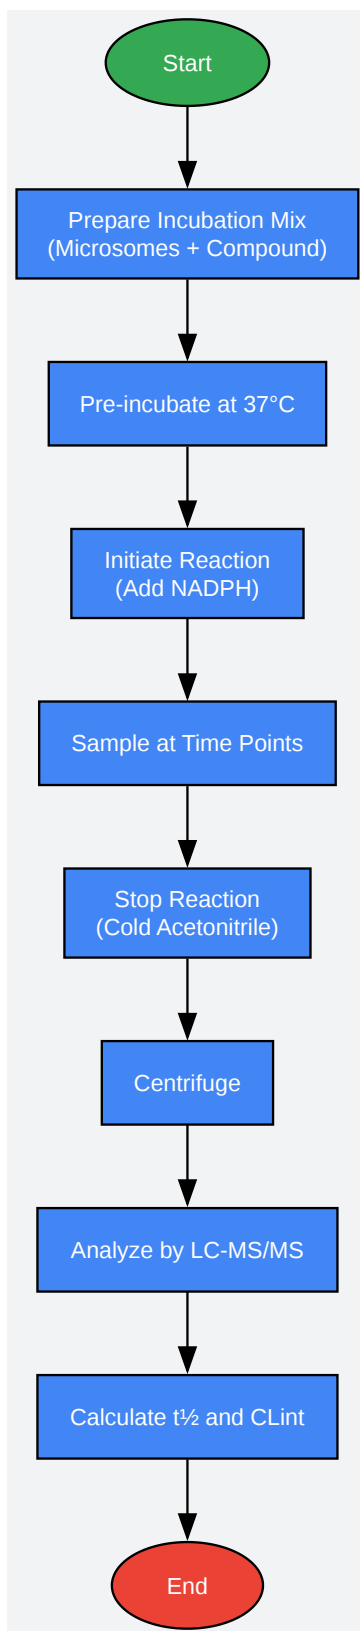 Start
Prepare Incubation Mix
(Microsomes + Compound)
Pre-incubate at 37°C
Initiate Reaction
(Add NADPH)
Sample at Time Points
Stop Reaction
(Cold Acetonitrile)
Centrifuge
Analyze by LC-MS/MS
Calculate t½ and CLint
End